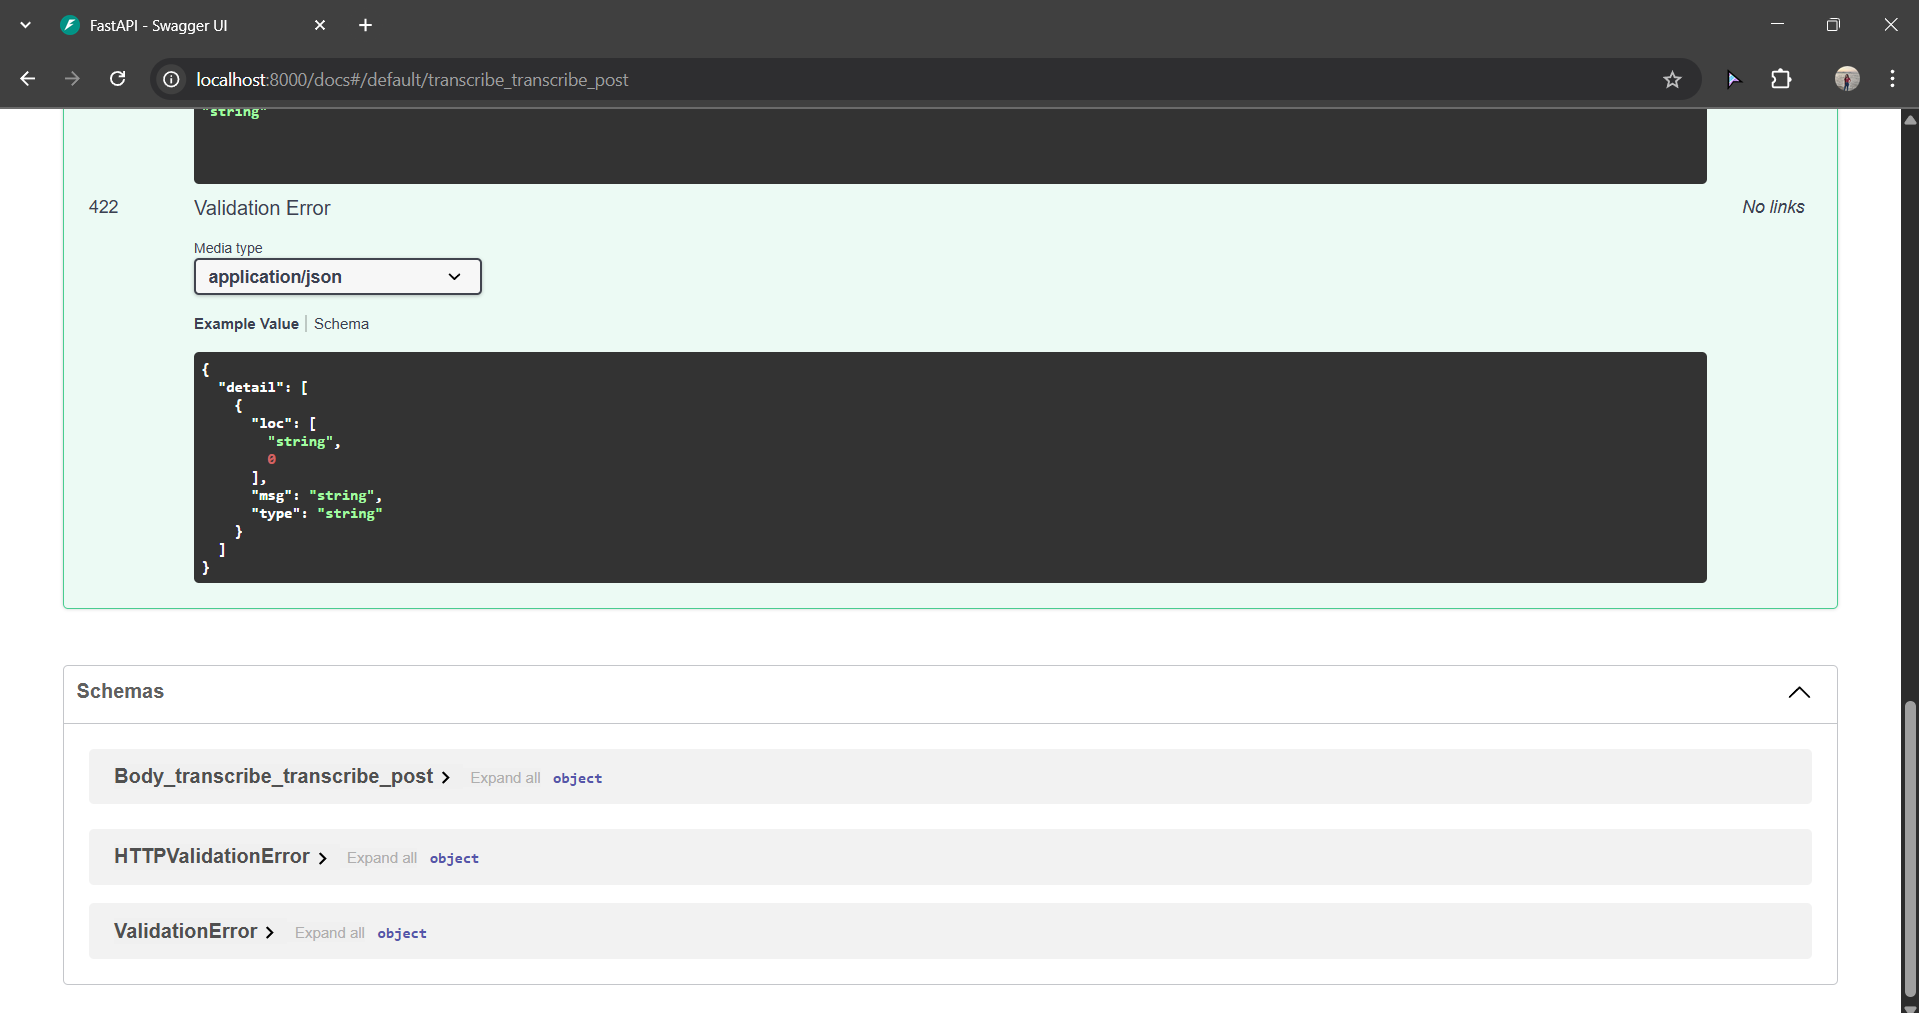 FastAPI - Swagger UI
localhost:8000/docs#/default/transcribe_transcribe_post
"string"
422 Validation Error No links
Media type
application/json
Example Value Schema
{
"detail": [
{
"loc": [
"string",
0
],
"msg": "string",
"type": "string"
}
]
}
Schemas
Body_transcribe_transcribe_post Expand all object
HTTPValidationError Expand all object
ValidationError Expand all object